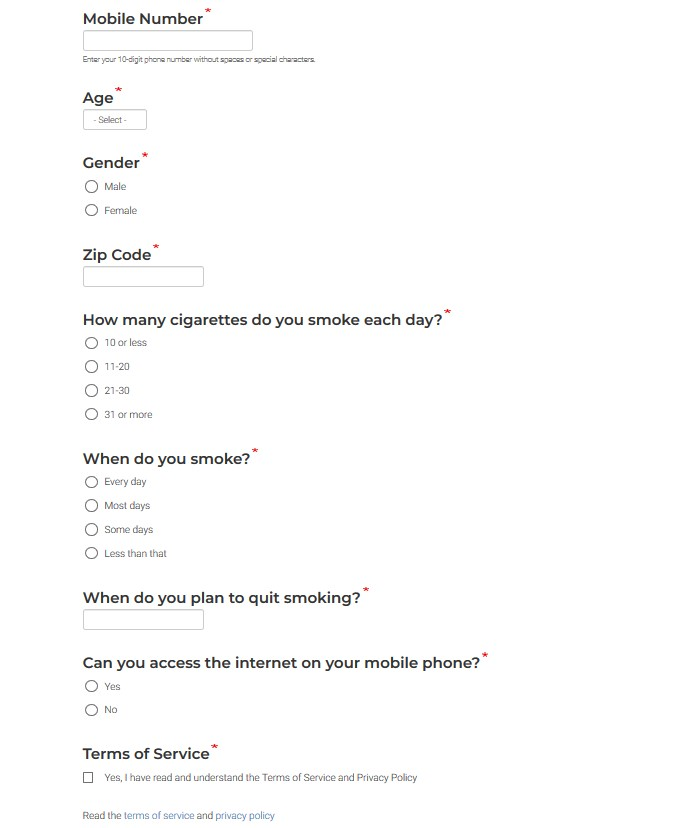 Mobile Number*
Enter your 10-digit phone number without spaces or special characters.
Age*
- Select -
Gender*
Male
Female
Zip Code*
How many cigarettes do you smoke each day?*
10 or less
11-20
21-30
31 or more
When do you smoke?*
Every day
Most days
Some days
Less than that
When do you plan to quit smoking?*
Can you access the internet on your mobile phone?*
Yes
No
Terms of Service*
Yes, I have read and understand the Terms of Service and Privacy Policy
Read the terms of service and privacy policy